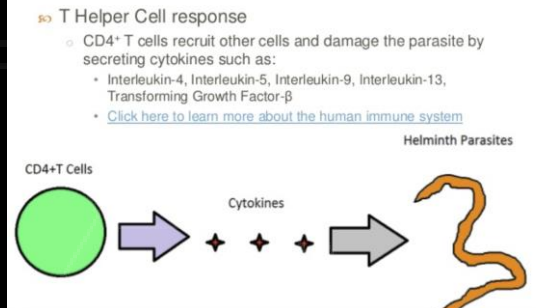 T Helper Cell response
CD4+ T cells recruit other cells and damage the parasite by
secreting cytokines such as:
Interleukin-4, Interleukin-5, Interleukin-9, Interleukin-13,
Transforming Growth Factor-β
Click here to learn more about the human immune system
Helminth Parasites
CD4+T Cells
Cytokines